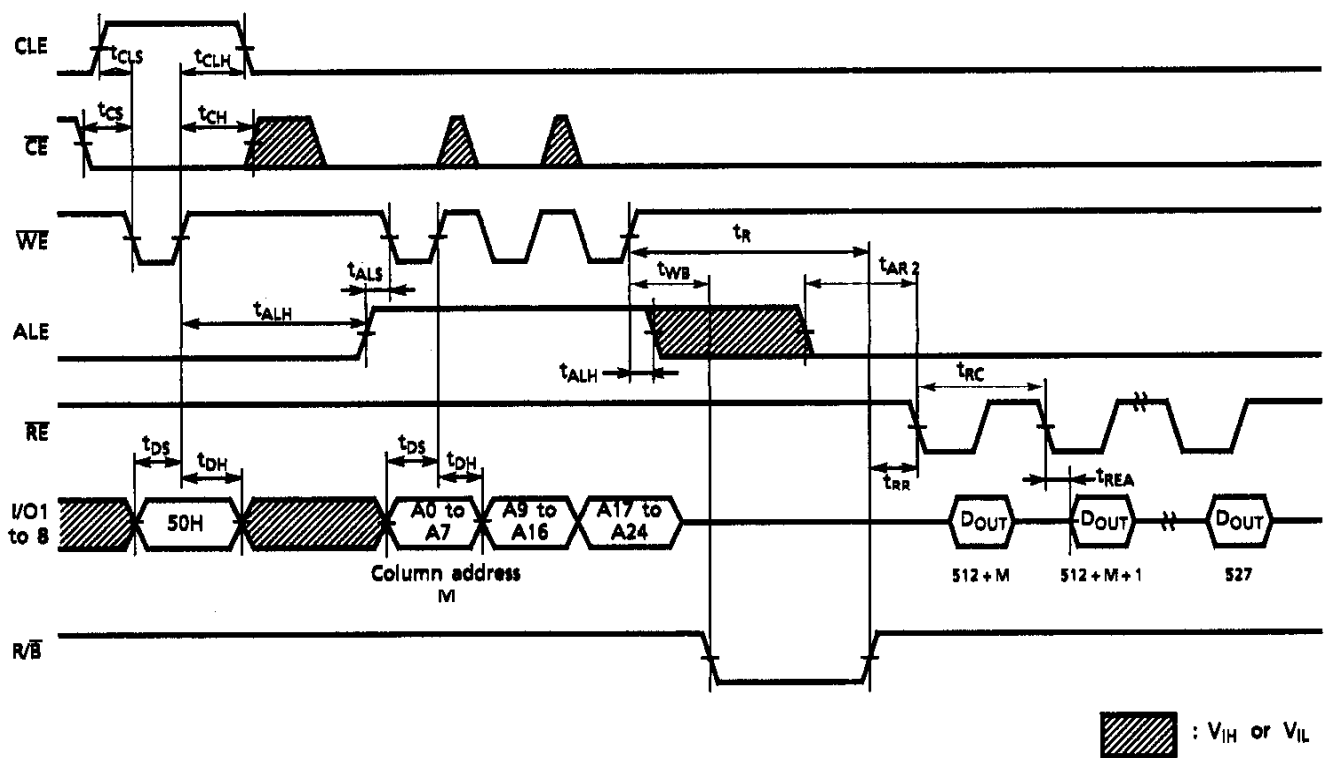 CLE
tCLS
tCLH
CE
tCS
tCH
WE
tR
tALS
tWB
tAR2
ALE
tALH
tALH
tRC
RE
tDS
tDH
tDS
tDH
tRR
tREA
I/O1
to 8
50H
A0 to
A7
A9 to
A16
A17 to
A24
DOUT
DOUT
DOUT
Column address
M
512 + M
512 + M + 1
527
R/B
: VIH or VIL